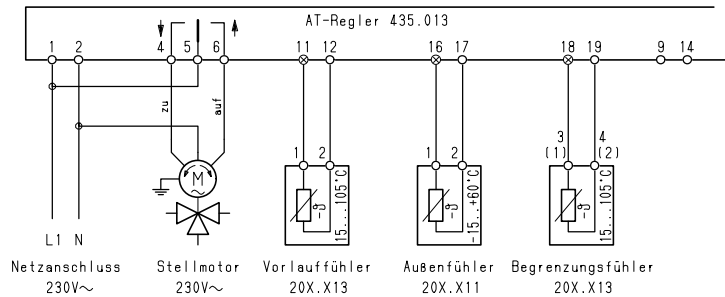 AT-Regler 435.013
1 2 4 5 6 11 12 16 17 18 19 9 14
zu auf
3 4
1 2 1 2 (1) (2)
M
-ϑ 15...105°C -ϑ -15...+60°C -ϑ 15...105°C
L1 N
Netzanschluss Stellmotor Vorlauffühler Außenfühler Begrenzungsfühler
230V~ 230V~ 20X.X13 20X.X11 20X.X13